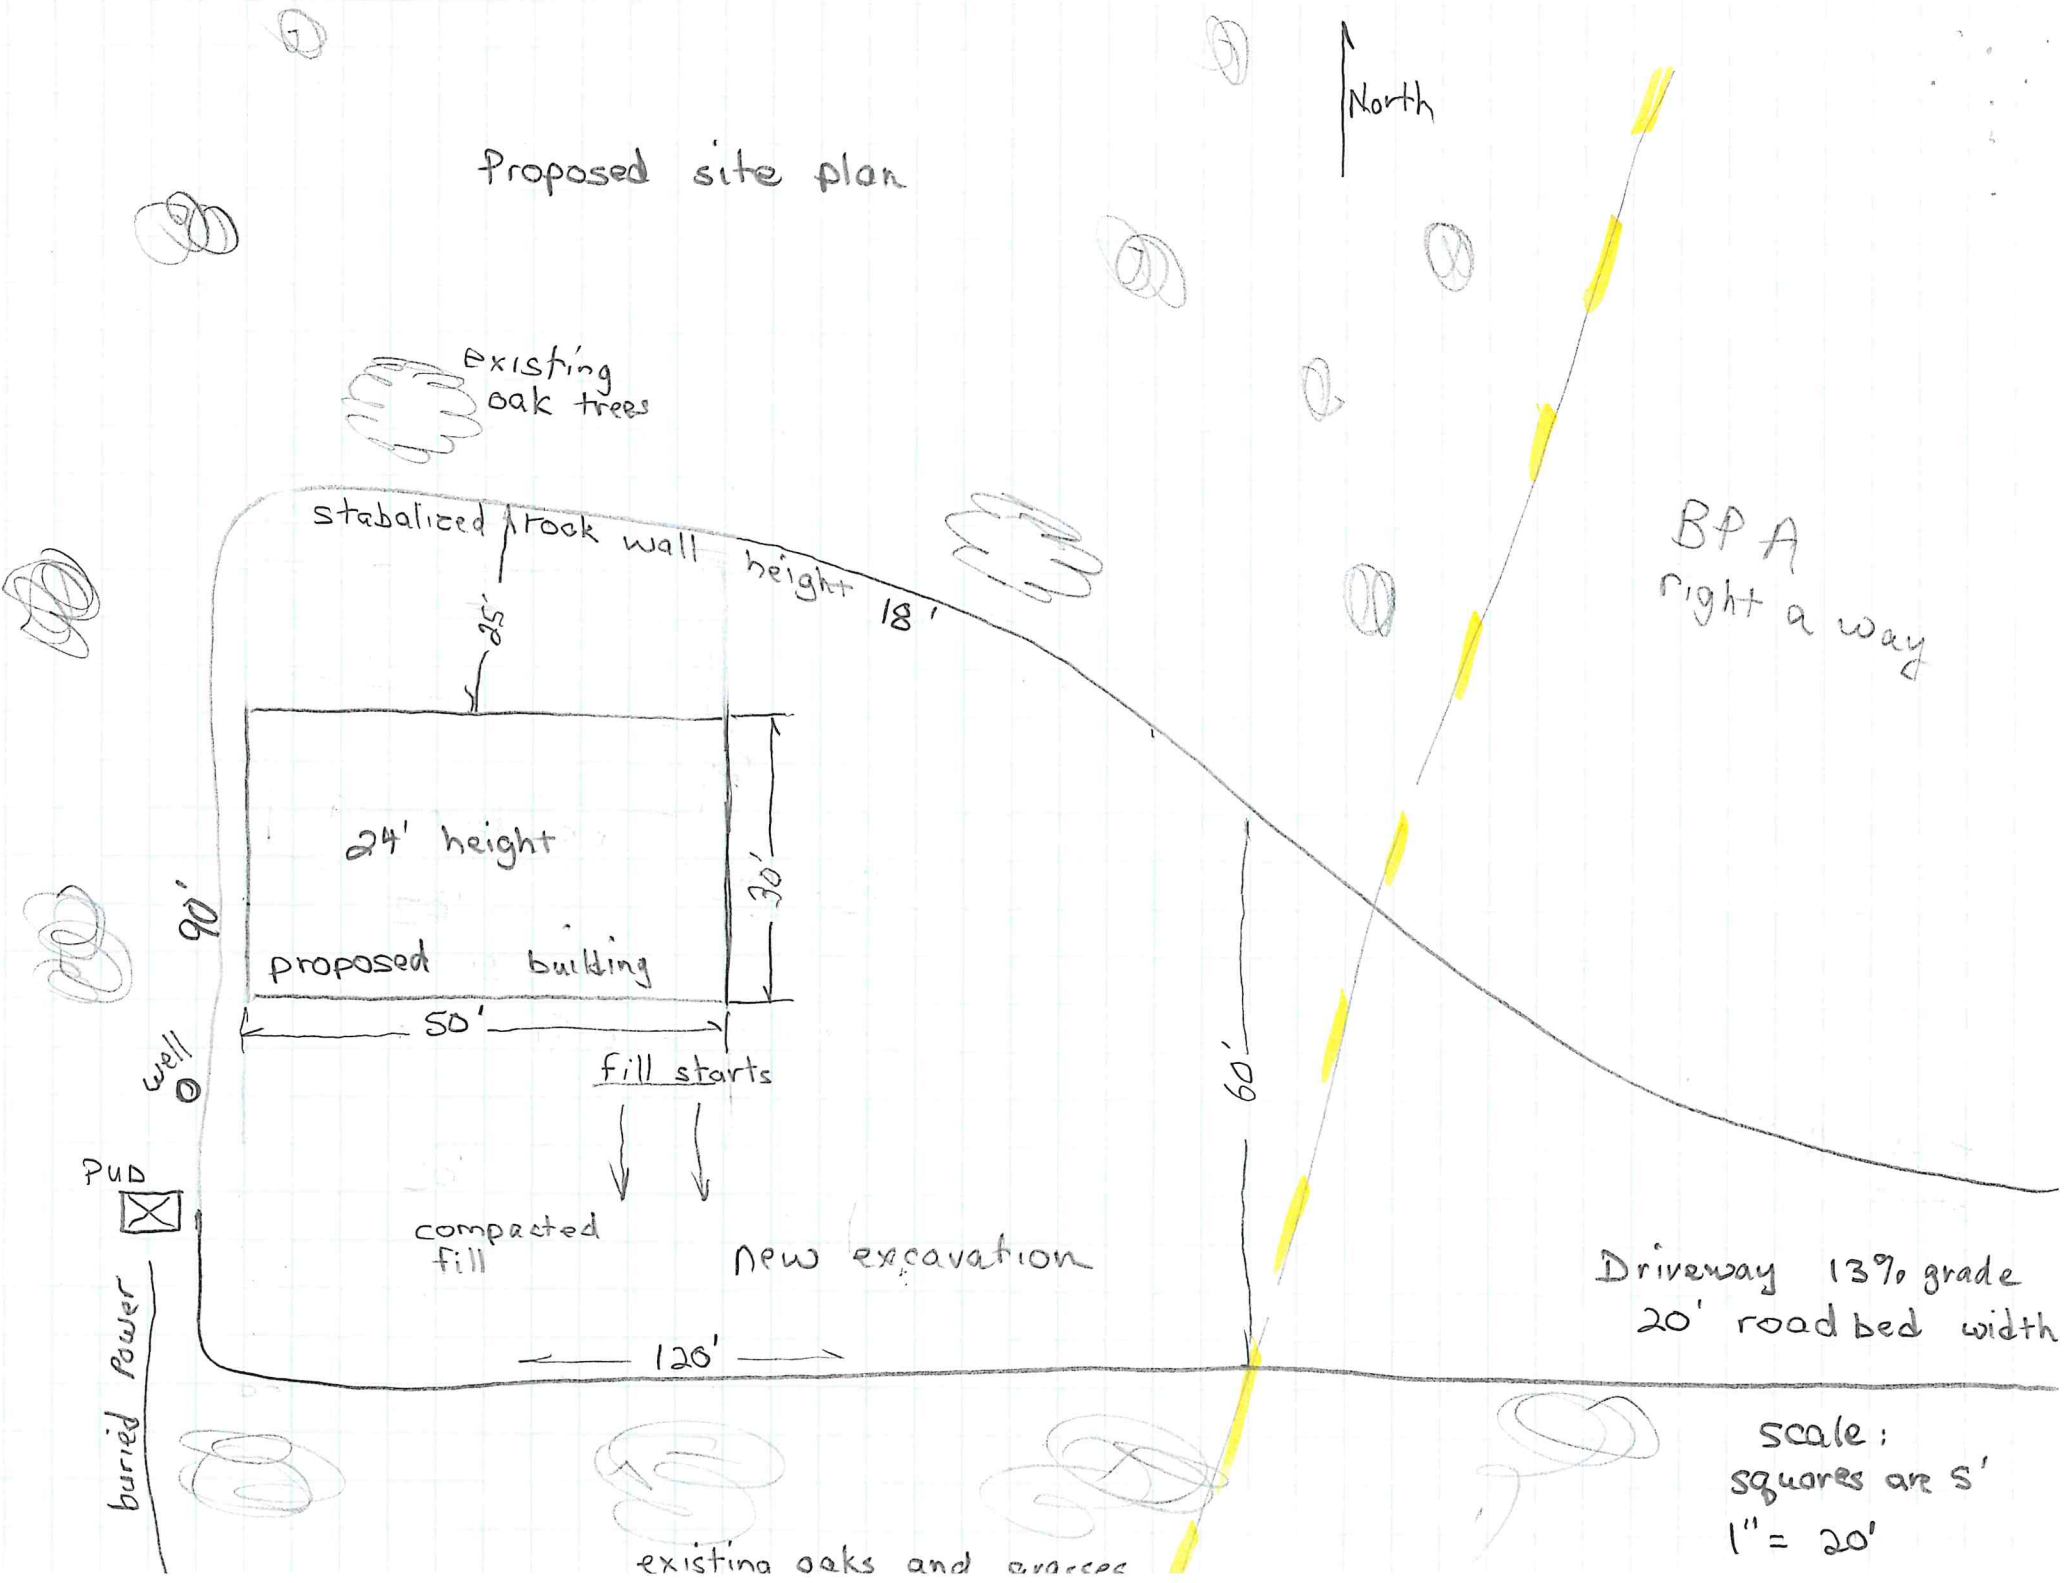 North
Proposed site plan
existing
oak trees
stabalized rock wall height 18'
BPA
right a way
25'
24' height
30'
90'
proposed building
50'
well
fill starts
60'
PUD
compacted
fill
new excavation
Driveway 13% grade
20' road bed width
buried Power
120'
scale:
squares are 5'
1" = 20'
existing oaks and grasses